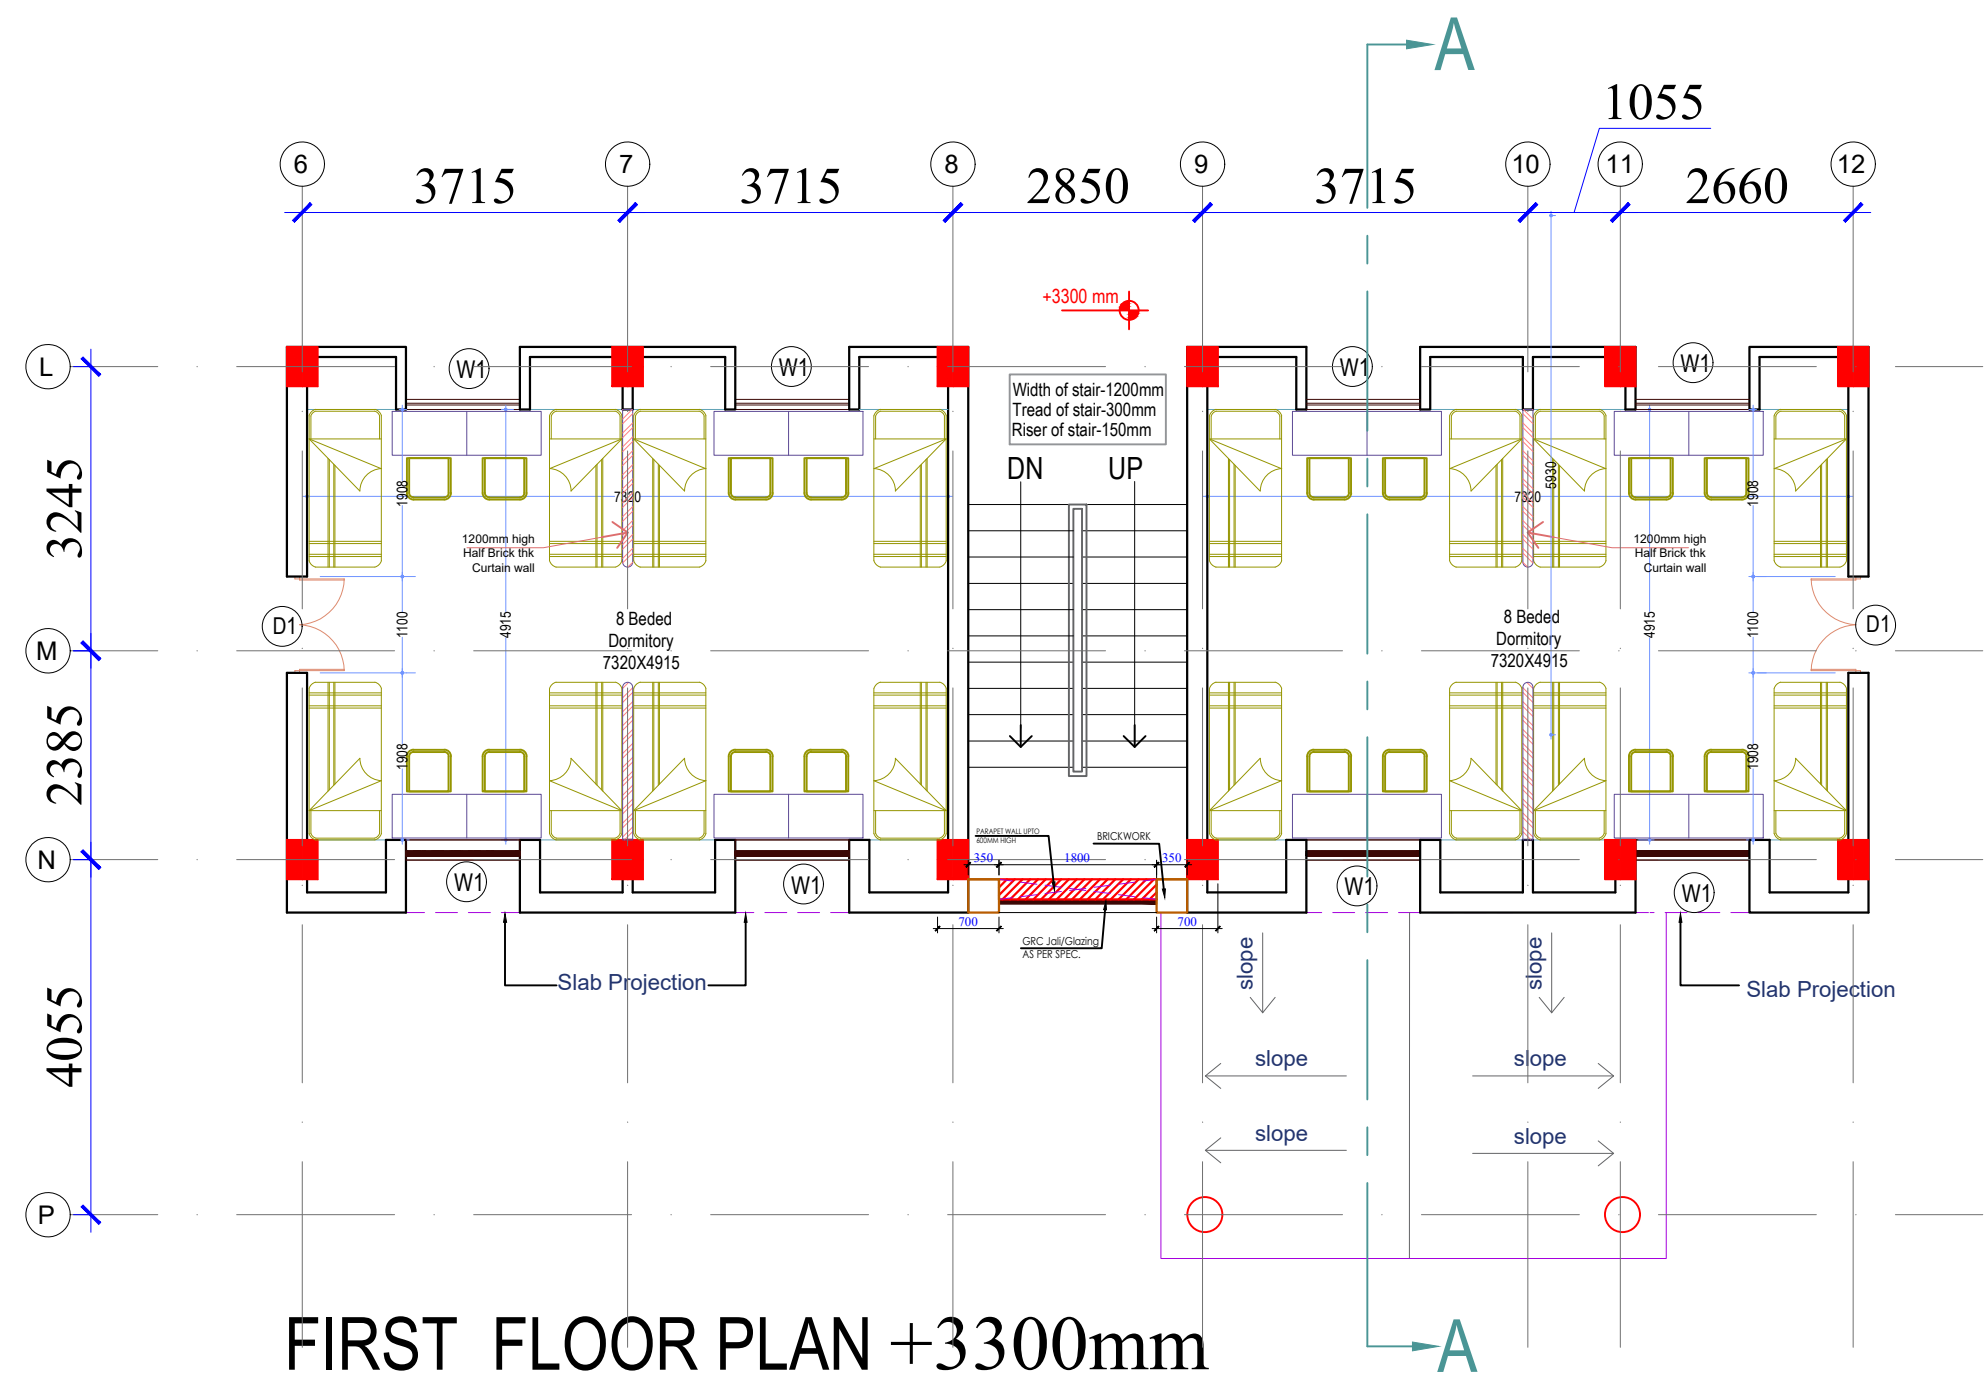 A
1055
6 7 8 9 10 11 12
3715 3715 2850 3715 2660
+3300 mm
L
W1 W1 W1 W1
Width of stair-1200mm
Tread of stair-300mm
Riser of stair-150mm
DN UP
3245
1908 7320 7320 5930 1908
1200mm high
Half Brick thk
Curtain wall
1200mm high
Half Brick thk
Curtain wall
D1 1100 4915
8 Beded
Dormitory
7320X4915
8 Beded
Dormitory
7320X4915
4915 1100 D1
M
2385
1908 1908
PARAPET WALL UPTO
600MM HIGH
BRICKWORK
N
350 1800 350
W1 W1 W1 W1
700 700
GRC Jali/Glazing
AS PER SPEC.
Slab Projection
slope slope
Slab Projection
4055
slope slope
slope slope
P
FIRST FLOOR PLAN +3300mm
A